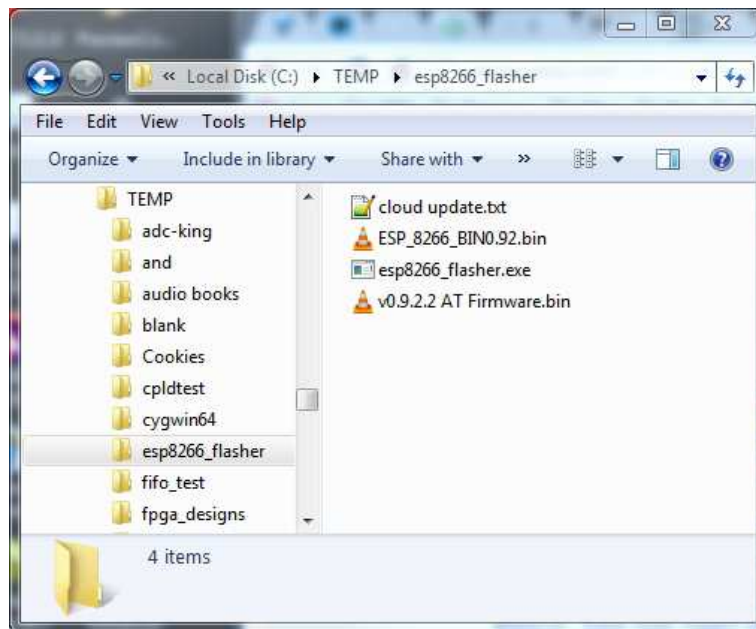 « Local Disk (C:) ▸ TEMP ▸ esp8266_flasher
File Edit View Tools Help
Organize ▾ Include in library ▾ Share with ▾ »
TEMP
adc-king
and
audio books
blank
Cookies
cpldtest
cygwin64
esp8266_flasher
fifo_test
fpga_designs
cloud update.txt
ESP_8266_BIN0.92.bin
esp8266_flasher.exe
v0.9.2.2 AT Firmware.bin
4 items